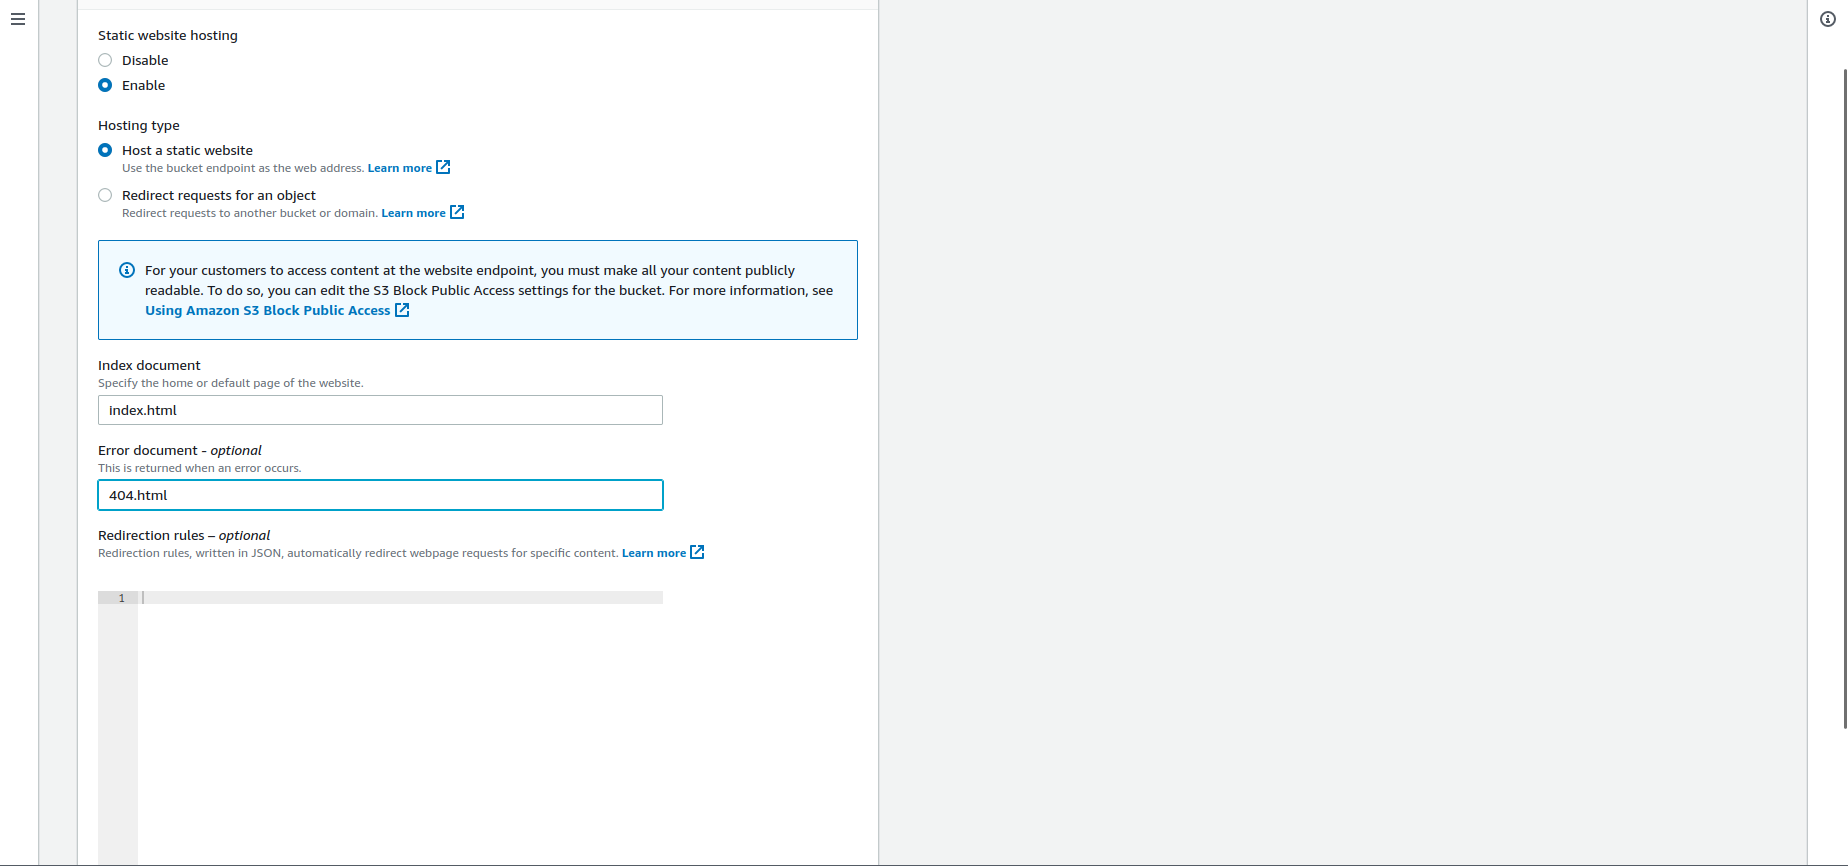 Static website hosting
Disable
Enable
Hosting type
Host a static website
Use the bucket endpoint as the web address. Learn more
Redirect requests for an object
Redirect requests to another bucket or domain. Learn more
For your customers to access content at the website endpoint, you must make all your content publicly
readable. To do so, you can edit the S3 Block Public Access settings for the bucket. For more information, see
Using Amazon S3 Block Public Access
Index document
Specify the home or default page of the website.
index.html
Error document - optional
This is returned when an error occurs.
404.html
Redirection rules – optional
Redirection rules, written in JSON, automatically redirect webpage requests for specific content. Learn more
1